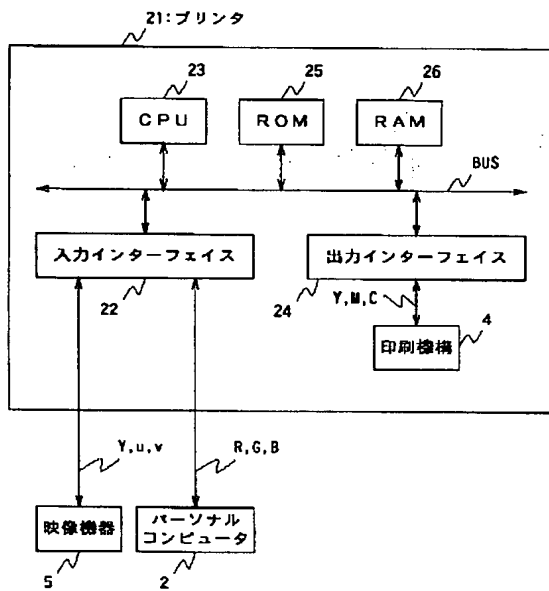 21:プリンタ
23
25
26
CPU
ROM
RAM
BUS
入力インターフェイス
出力インターフェイス
22
24
Y,M,C
4
印刷機構
Y,u,v
R,G,B
映像機器
パーソナル
コンピュータ
5
2